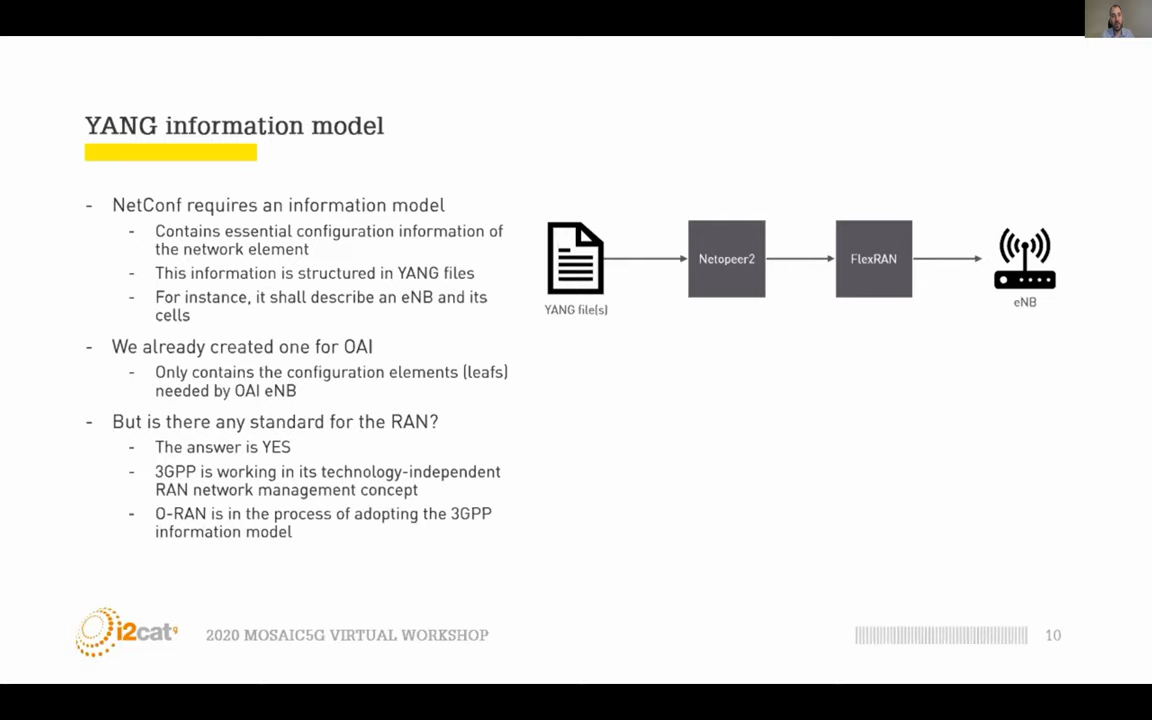 YANG information model
- NetConf requires an information model
- Contains essential configuration information of
the network element
- This information is structured in YANG files
- For instance, it shall describe an eNB and its
cells
- We already created one for OAI
- Only contains the configuration elements (leafs)
needed by OAI eNB
- But is there any standard for the RAN?
- The answer is YES
- 3GPP is working in its technology-independent
RAN network management concept
- O-RAN is in the process of adopting the 3GPP
information model
YANG file(s)
Netopeer2
FlexRAN
eNB
i2cat
2020 MOSAIC5G VIRTUAL WORKSHOP
10